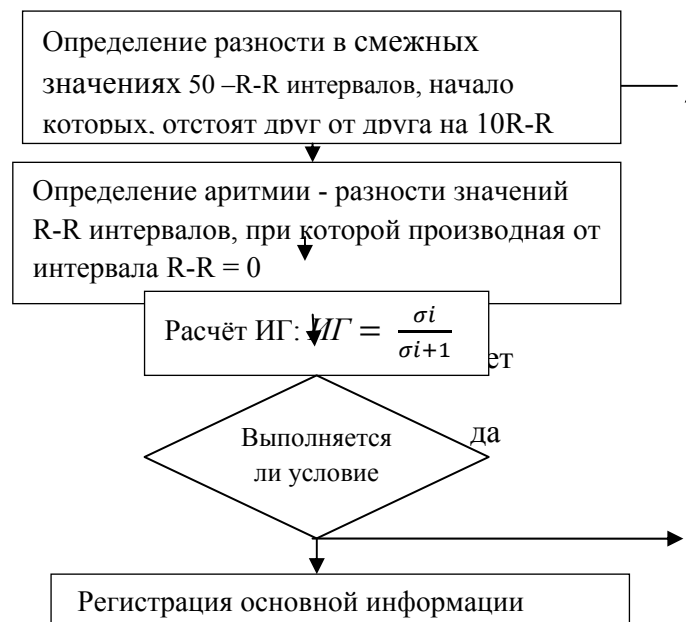 Определение разности в смежных
значениях 50 –R-R интервалов, начало
которых, отстоят друг от друга на 10R-R
Определение аритмии - разности значений
R-R интервалов, при которой производная от
интервала R-R = 0
Расчёт ИГ: ИГ = σi / σi+1
ет
да
Выполняется
ли условие
Регистрация основной информации